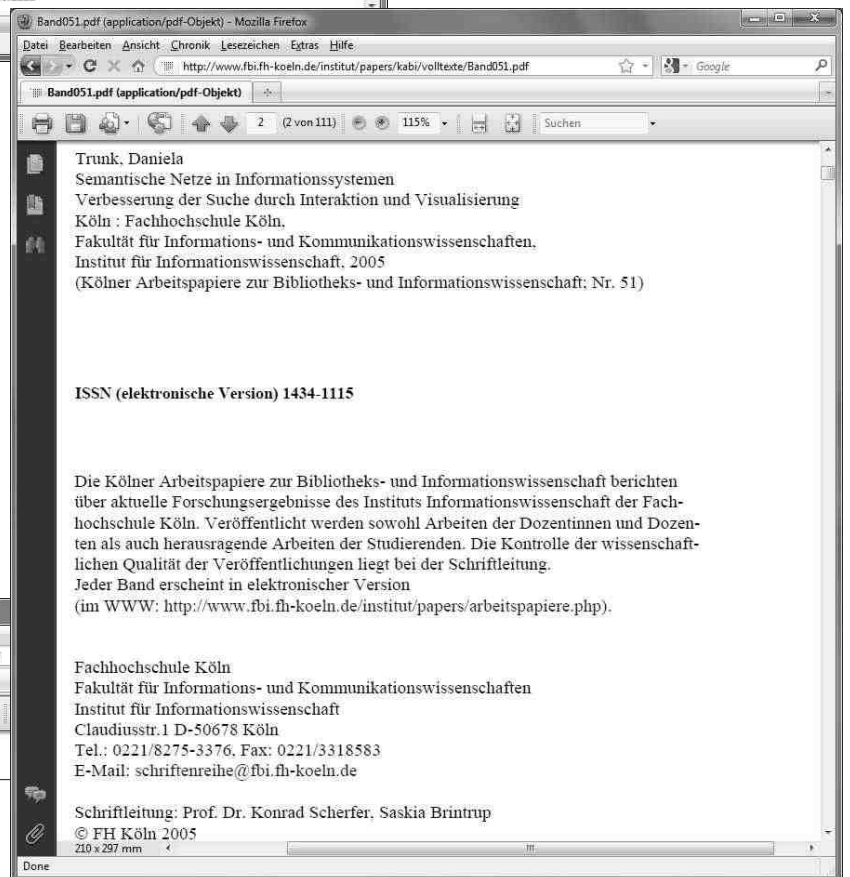 Band051.pdf (application/pdf-Objekt) - Mozilla Firefox
Datei Bearbeiten Ansicht Chronik Lesezeichen Extras Hilfe
http://www.fbi.fh-koeln.de/institut/papers/kabi/volltexte/Band051.pdf
Google
Band051.pdf (application/pdf-Objekt)
2 (2 von 111) 115% Suchen
Trunk, Daniela
Semantische Netze in Informationssystemen
Verbesserung der Suche durch Interaktion und Visualisierung
Köln : Fachhochschule Köln,
Fakultät für Informations- und Kommunikationswissenschaften,
Institut für Informationswissenschaft, 2005
(Kölner Arbeitspapiere zur Bibliotheks- und Informationswissenschaft; Nr. 51)
ISSN (elektronische Version) 1434-1115
Die Kölner Arbeitspapiere zur Bibliotheks- und Informationswissenschaft berichten
über aktuelle Forschungsergebnisse des Instituts Informationswissenschaft der Fach-
hochschule Köln. Veröffentlicht werden sowohl Arbeiten der Dozentinnen und Dozen-
ten als auch herausragende Arbeiten der Studierenden. Die Kontrolle der wissenschaft-
lichen Qualität der Veröffentlichungen liegt bei der Schriftleitung.
Jeder Band erscheint in elektronischer Version
(im WWW: http://www.fbi.fh-koeln.de/institut/papers/arbeitspapiere.php).
Fachhochschule Köln
Fakultät für Informations- und Kommunikationswissenschaften
Institut für Informationswissenschaft
Claudiusstr.1 D-50678 Köln
Tel.: 0221/8275-3376, Fax: 0221/3318583
E-Mail: schriftenreihe@fbi.fh-koeln.de
Schriftleitung: Prof. Dr. Konrad Scherfer, Saskia Brintrup
© FH Köln 2005
210 x 297 mm
Done